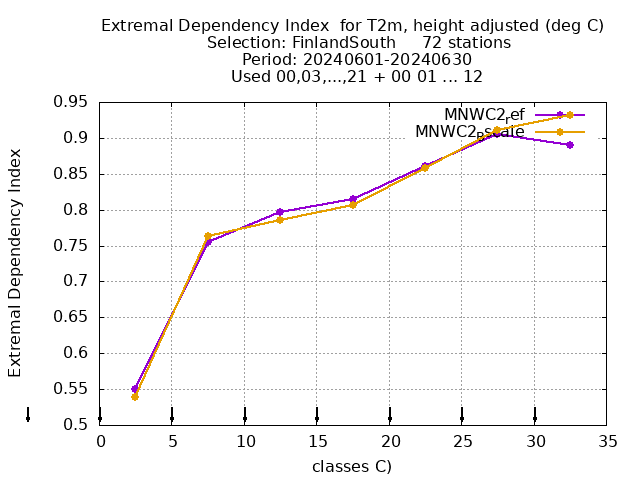 Extremal Dependency Index  for T2m, height adjusted (deg C)
Selection: FinlandSouth     72 stations
Period: 20240601-20240630
Used 00,03,...,21 + 00 01 ... 12
MNWC2ref
MNWC2pscale
Extremal Dependency Index
0.95
0.9
0.85
0.8
0.75
0.7
0.65
0.6
0.55
0.5
0 5 10 15 20 25 30 35
classes C)